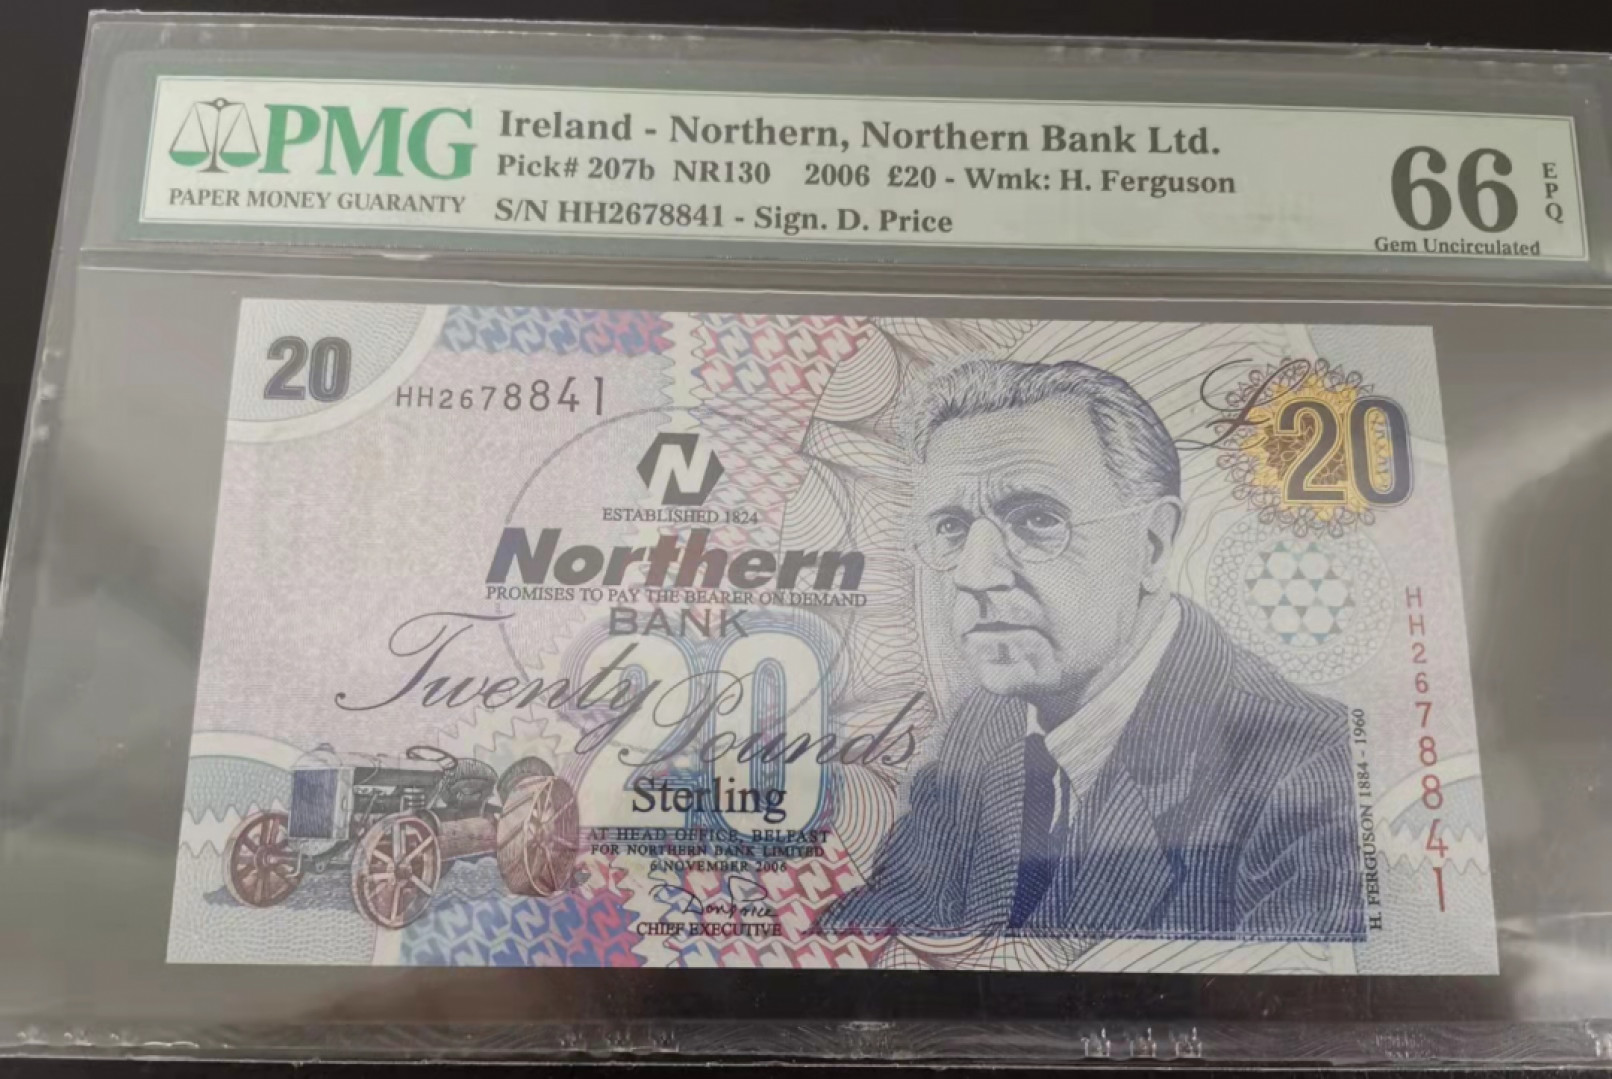 PMG
PAPER MONEY GUARANTY
Ireland - Northern, Northern Bank Ltd.
Pick# 207b NR130 2006 £20 - Wmk: H. Ferguson
S/N HH2678841 - Sign. D. Price
66
EPQ
Gem Uncirculated
20
HH2678841
N
ESTABLISHED 1824
Northern
PROMISES TO PAY THE BEARER ON DEMAND
BANK
20
Twenty Pounds
Sterling
AT HEAD OFFICE, BELFAST
FOR NORTHERN BANK LIMITED
6 NOVEMBER 2006
Don Price
CHIEF EXECUTIVE
£20
HH2678841
H. FERGUSON 1884 - 1960